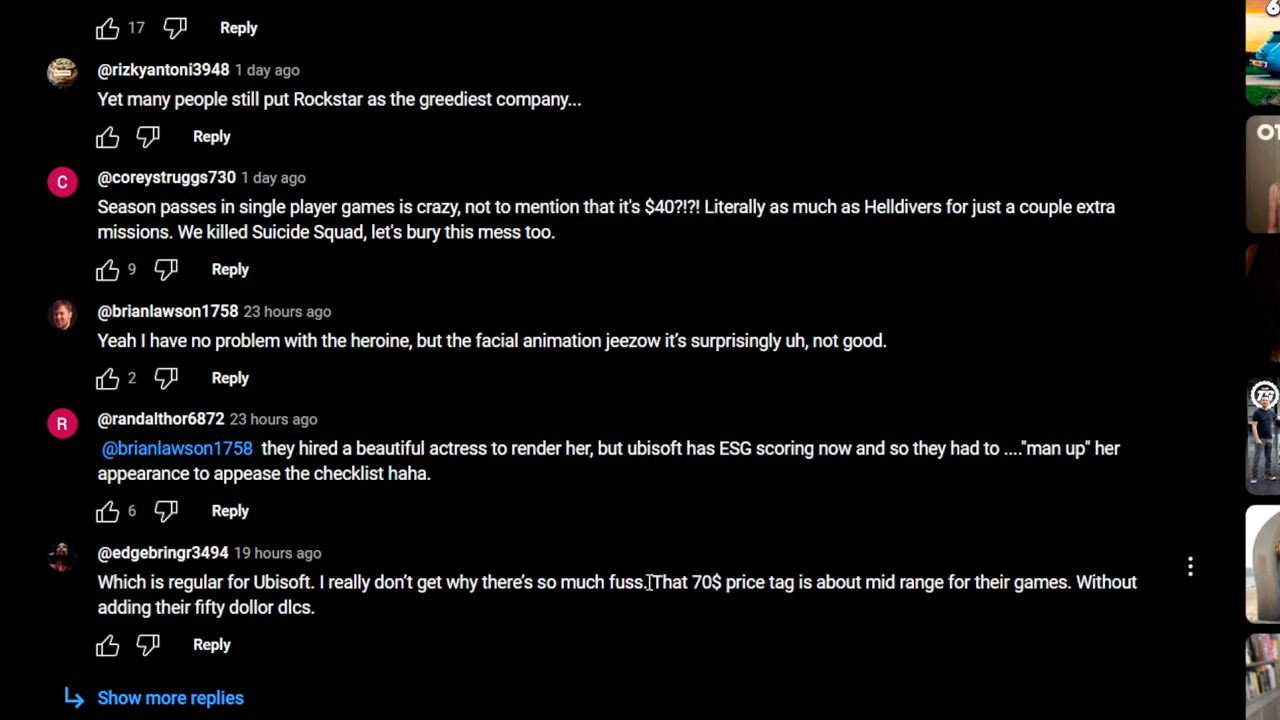 17 Reply
@rizkyantoni3948 1 day ago
Yet many people still put Rockstar as the greediest company...
Reply
C
@coreystruggs730 1 day ago
Season passes in single player games is crazy, not to mention that it's $40?!?! Literally as much as Helldivers for just a couple extra
missions. We killed Suicide Squad, let's bury this mess too.
9 Reply
@brianlawson1758 23 hours ago
Yeah I have no problem with the heroine, but the facial animation jeezow it's surprisingly uh, not good.
2 Reply
R
@randalthor6872 23 hours ago
@brianlawson1758 they hired a beautiful actress to render her, but ubisoft has ESG scoring now and so they had to ...."man up" her
appearance to appease the checklist haha.
6 Reply
@edgebringr3494 19 hours ago
Which is regular for Ubisoft. I really don't get why there's so much fuss. That 70$ price tag is about mid range for their games. Without
adding their fifty dollor dlcs.
Reply
Show more replies